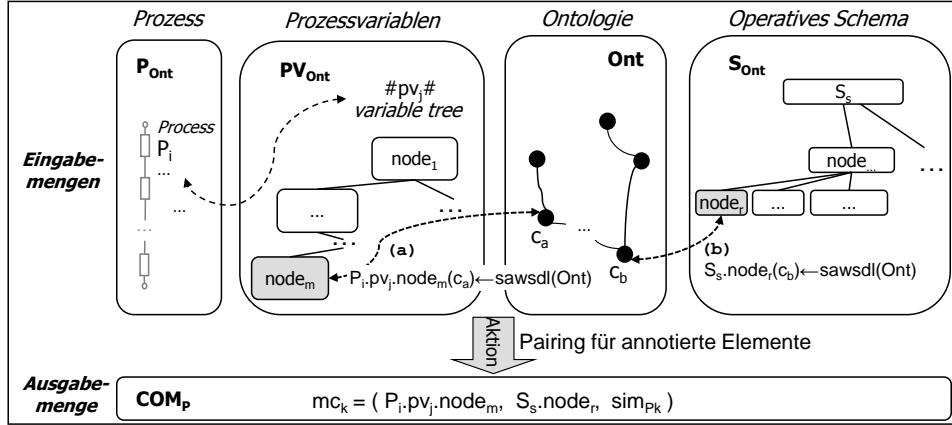 Prozess Prozessvariablen Ontologie Operatives Schema
P_Ont PV_Ont Ont S_Ont
#pv_j#
variable tree
S_s
Process
P_i
Eingabe-
mengen
node_1
node_...
...
...
...
...
node_r ... ...
...
...
...
(a)
c_a
...
(b)
node_m
c_b
P_i.pv_j.node_m(c_a)←sawsdl(Ont)
S_s.node_r(c_b)←sawsdl(Ont)
Aktion
Pairing für annotierte Elemente
Ausgabe-
menge
COM_P mc_k = ( P_i.pv_j.node_m, S_s.node_r, sim_Pk )